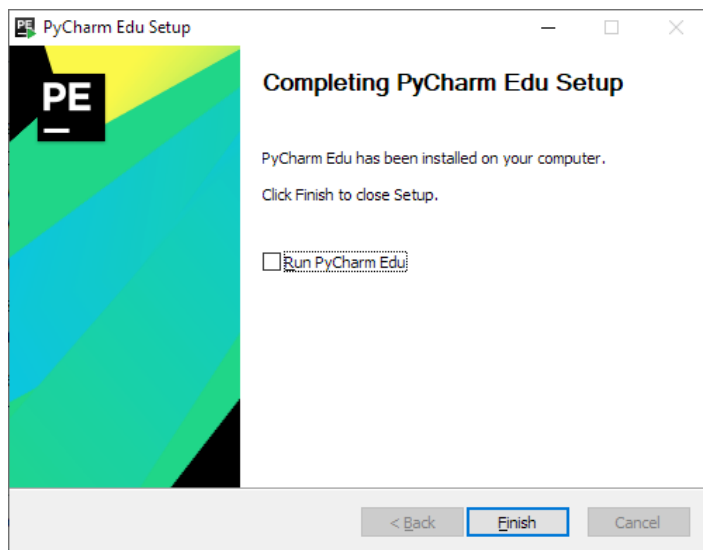 PE PyCharm Edu Setup
PE
Completing PyCharm Edu Setup
PyCharm Edu has been installed on your computer.
Click Finish to close Setup.
Run PyCharm Edu
< Back Finish Cancel